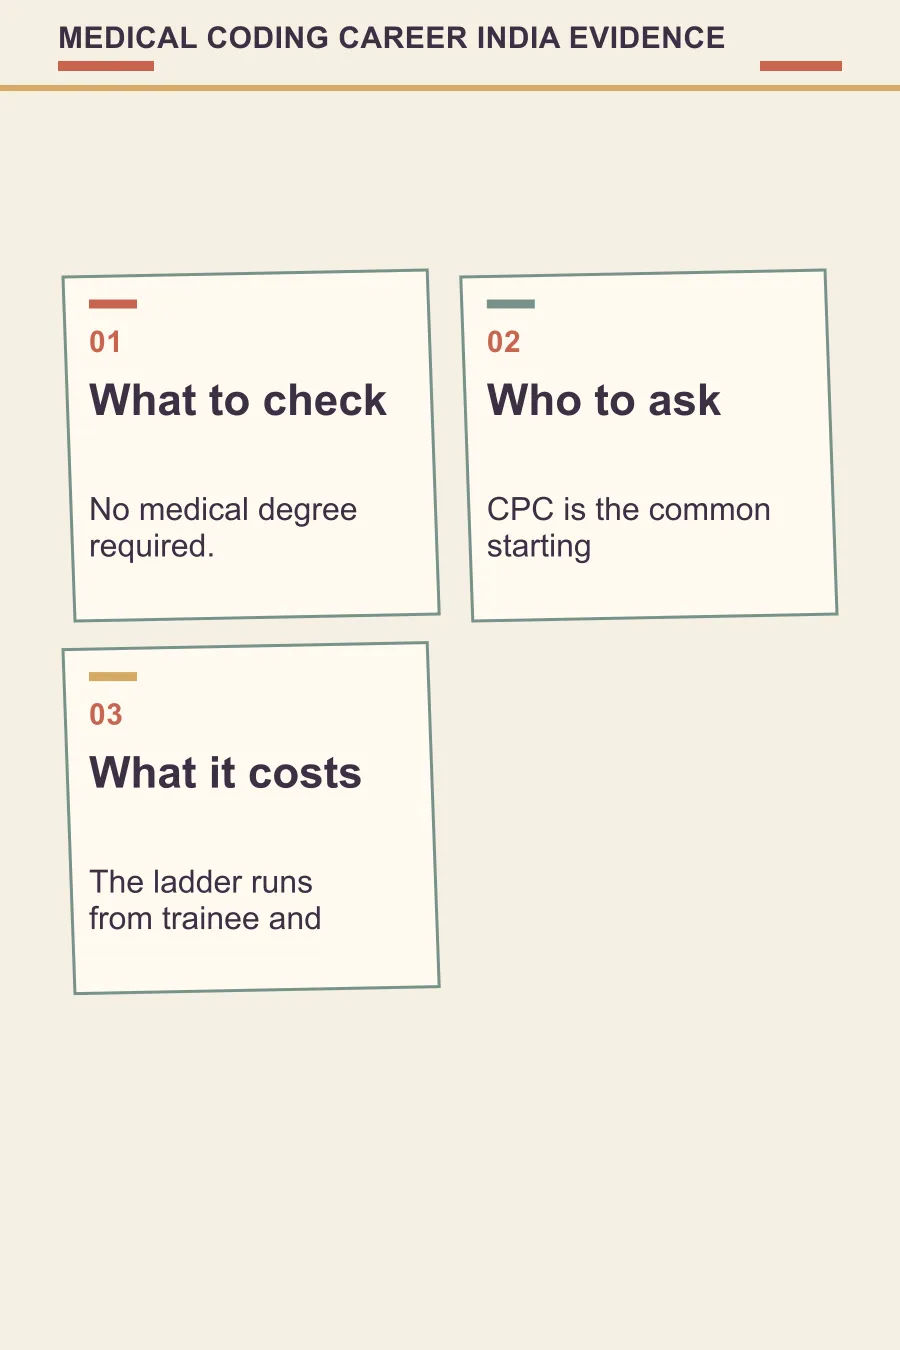 MEDICAL CODING CAREER INDIA EVIDENCE
01
What to check
No medical degree
required.
02
Who to ask
CPC is the common
starting
03
What it costs
The ladder runs
from trainee and